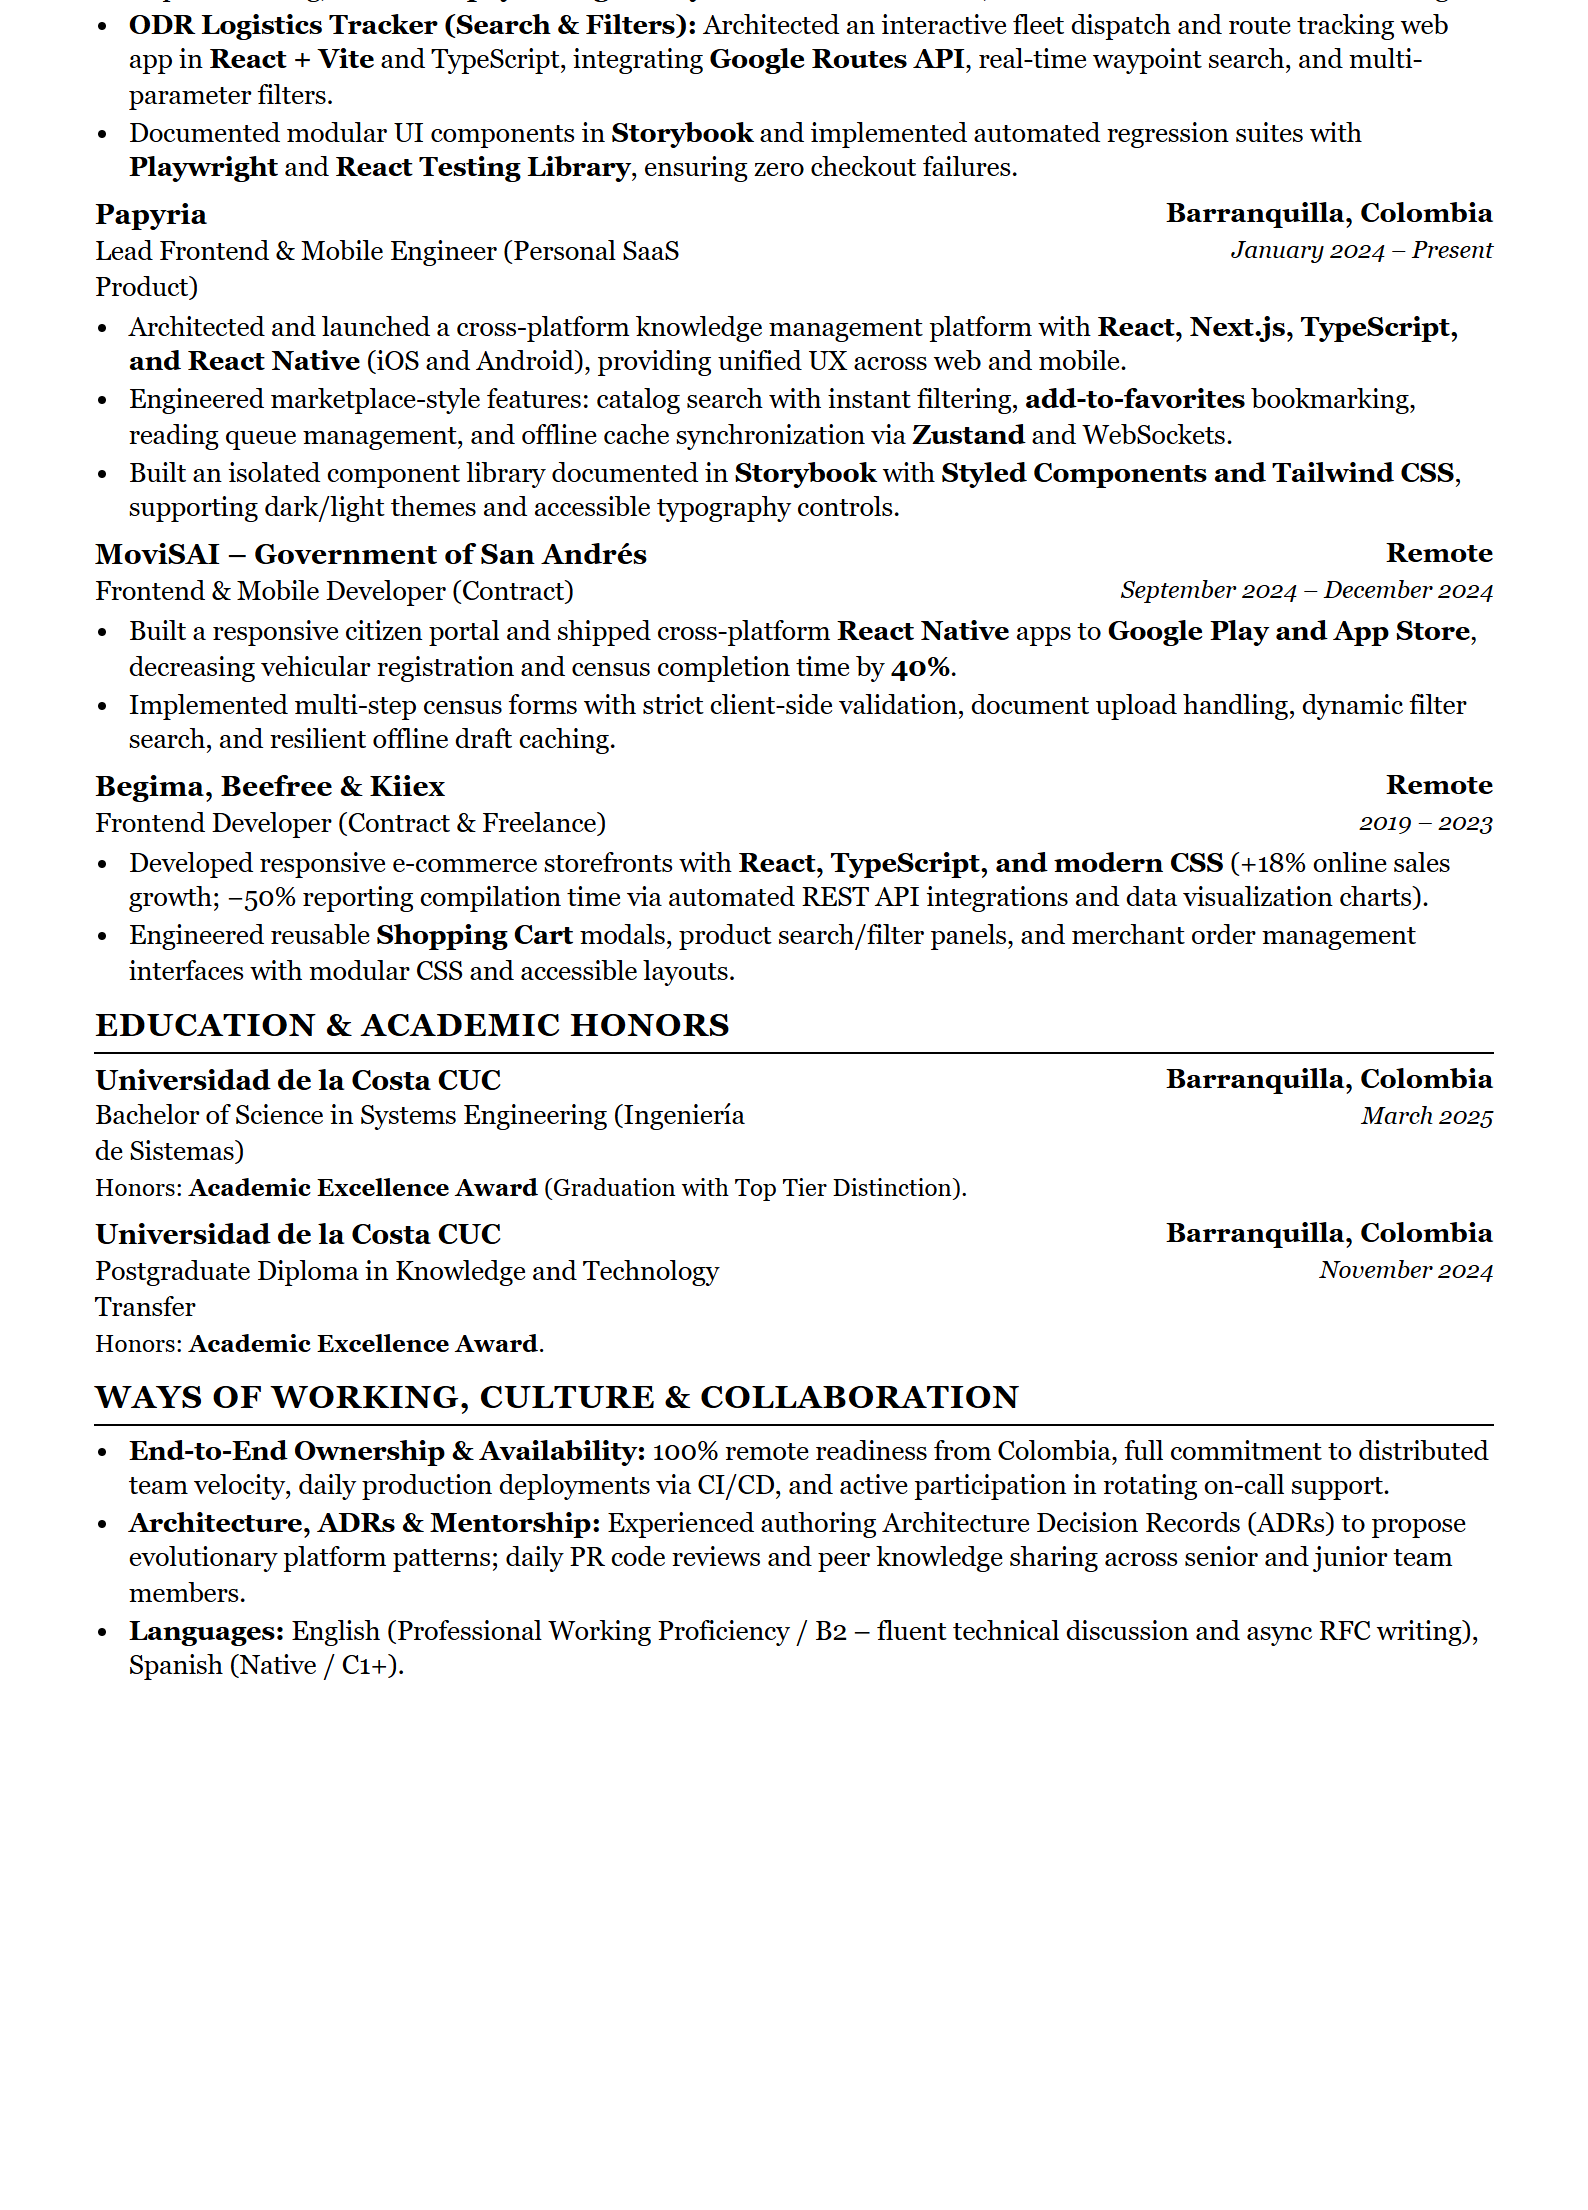 • ODR Logistics Tracker (Search & Filters): Architected an interactive fleet dispatch and route tracking web
app in React + Vite and TypeScript, integrating Google Routes API, real-time waypoint search, and multi-
parameter filters.
• Documented modular UI components in Storybook and implemented automated regression suites with
Playwright and React Testing Library, ensuring zero checkout failures.
Papyria Barranquilla, Colombia
Lead Frontend & Mobile Engineer (Personal SaaS January 2024 – Present
Product)
• Architected and launched a cross-platform knowledge management platform with React, Next.js, TypeScript,
and React Native (iOS and Android), providing unified UX across web and mobile.
• Engineered marketplace-style features: catalog search with instant filtering, add-to-favorites bookmarking,
reading queue management, and offline cache synchronization via Zustand and WebSockets.
• Built an isolated component library documented in Storybook with Styled Components and Tailwind CSS,
supporting dark/light themes and accessible typography controls.
MoviSAI – Government of San Andrés Remote
Frontend & Mobile Developer (Contract) September 2024 – December 2024
• Built a responsive citizen portal and shipped cross-platform React Native apps to Google Play and App Store,
decreasing vehicular registration and census completion time by 40%.
• Implemented multi-step census forms with strict client-side validation, document upload handling, dynamic filter
search, and resilient offline draft caching.
Begima, Beefree & Kiiex Remote
Frontend Developer (Contract & Freelance) 2019 – 2023
• Developed responsive e-commerce storefronts with React, TypeScript, and modern CSS (+18% online sales
growth; −50% reporting compilation time via automated REST API integrations and data visualization charts).
• Engineered reusable Shopping Cart modals, product search/filter panels, and merchant order management
interfaces with modular CSS and accessible layouts.
EDUCATION & ACADEMIC HONORS
Universidad de la Costa CUC Barranquilla, Colombia
Bachelor of Science in Systems Engineering (Ingeniería March 2025
de Sistemas)
Honors: Academic Excellence Award (Graduation with Top Tier Distinction).
Universidad de la Costa CUC Barranquilla, Colombia
Postgraduate Diploma in Knowledge and Technology November 2024
Transfer
Honors: Academic Excellence Award.
WAYS OF WORKING, CULTURE & COLLABORATION
• End-to-End Ownership & Availability: 100% remote readiness from Colombia, full commitment to distributed
team velocity, daily production deployments via CI/CD, and active participation in rotating on-call support.
• Architecture, ADRs & Mentorship: Experienced authoring Architecture Decision Records (ADRs) to propose
evolutionary platform patterns; daily PR code reviews and peer knowledge sharing across senior and junior team
members.
• Languages: English (Professional Working Proficiency / B2 – fluent technical discussion and async RFC writing),
Spanish (Native / C1+).